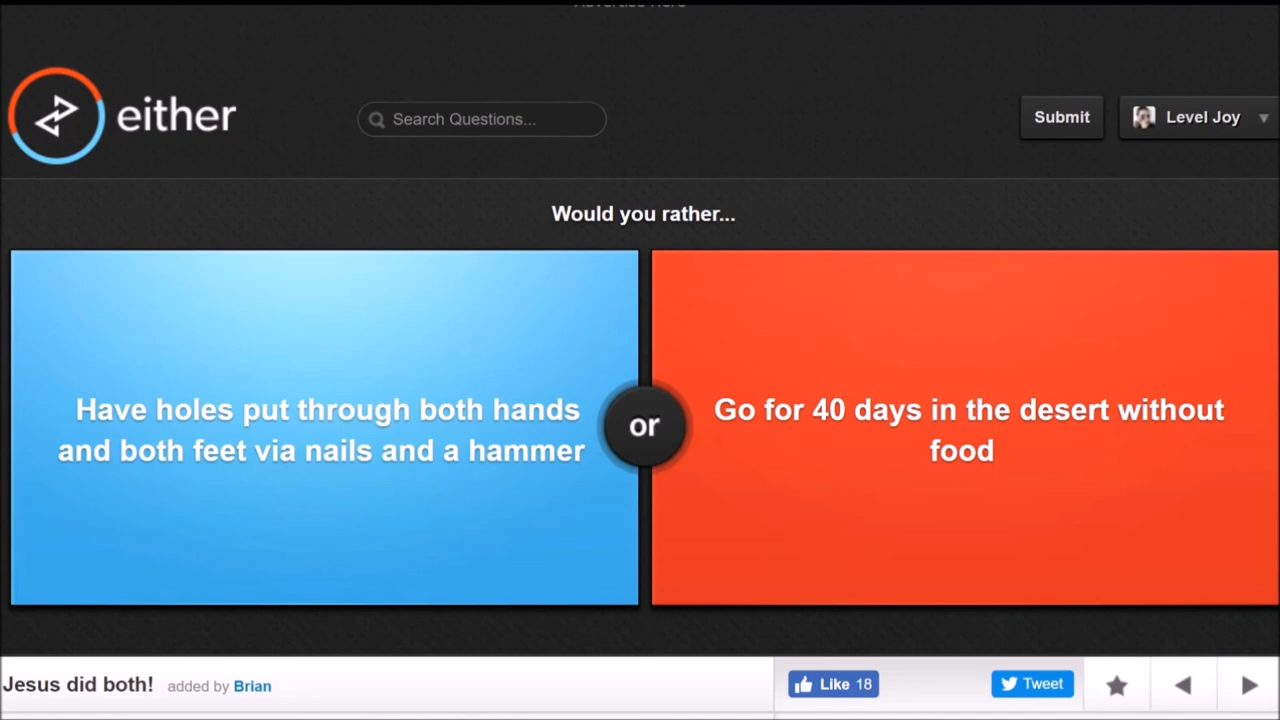 either
Search Questions...
Submit
Level Joy
Would you rather...
Have holes put through both hands
and both feet via nails and a hammer
or
Go for 40 days in the desert without
food
Jesus did both! added by Brian
Like 18
Tweet